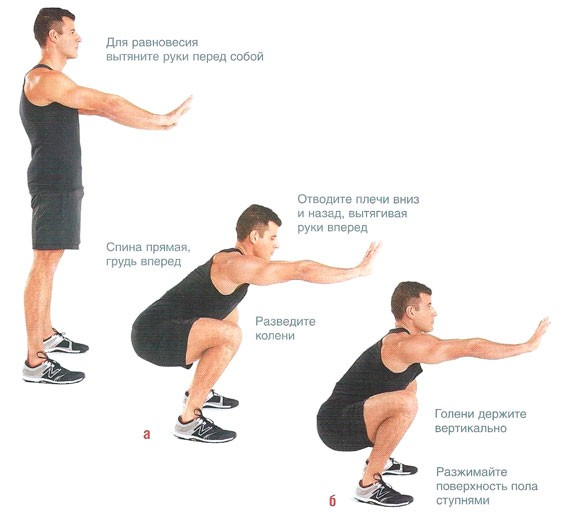 Для равновесия
вытяните руки перед собой
Отводите плечи вниз
и назад, вытягивая
руки вперед
Спина прямая,
грудь вперед
Разведите
колени
а
Голени держите
вертикально
Разжимайте
поверхность пола
ступнями
б